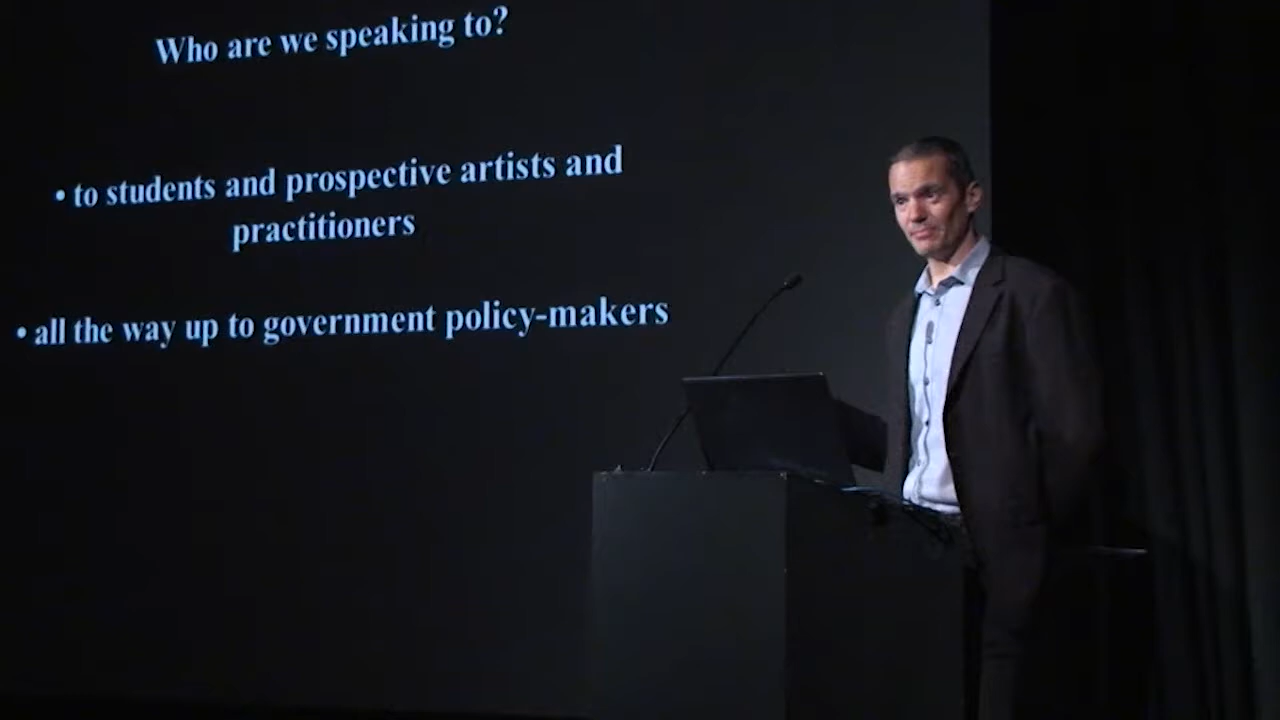 Who are we speaking to?
• to students and prospective artists and
practitioners
• all the way up to government policy-makers